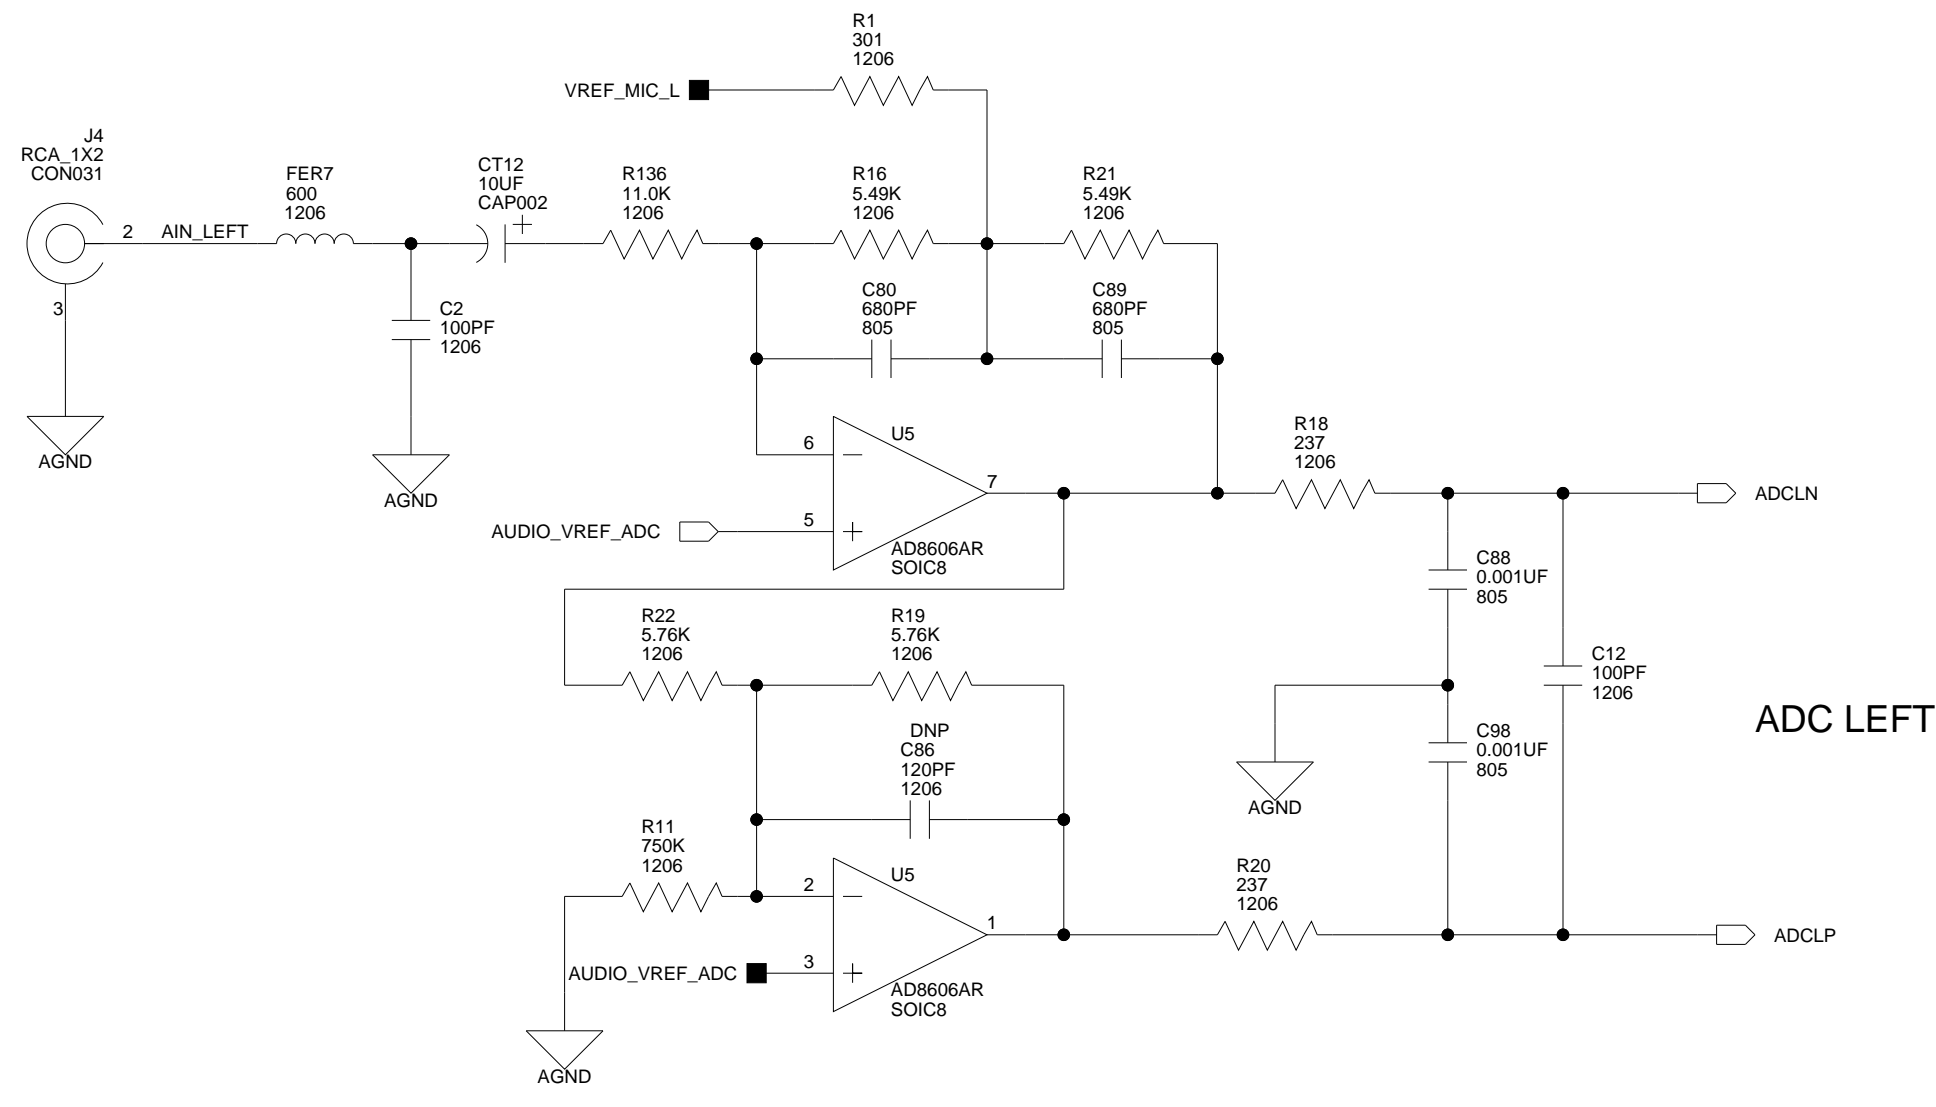 R1
301
1206
VREF_MIC_L
J4
RCA_1X2
CON031
2
AIN_LEFT
3
AGND
FER7
600
1206
CT12
10UF
CAP002
+
C2
100PF
1206
AGND
R136
11.0K
1206
R16
5.49K
1206
R21
5.49K
1206
C80
680PF
805
C89
680PF
805
U5
6
−
7
5
+
AUDIO_VREF_ADC
AD8606AR
SOIC8
R18
237
1206
ADCLN
C88
0.001UF
805
R22
5.76K
1206
R19
5.76K
1206
C12
100PF
1206
ADC LEFT
DNP
C86
120PF
1206
C98
0.001UF
805
AGND
R11
750K
1206
U5
2
−
1
3
+
AUDIO_VREF_ADC
AD8606AR
SOIC8
R20
237
1206
ADCLP
AGND